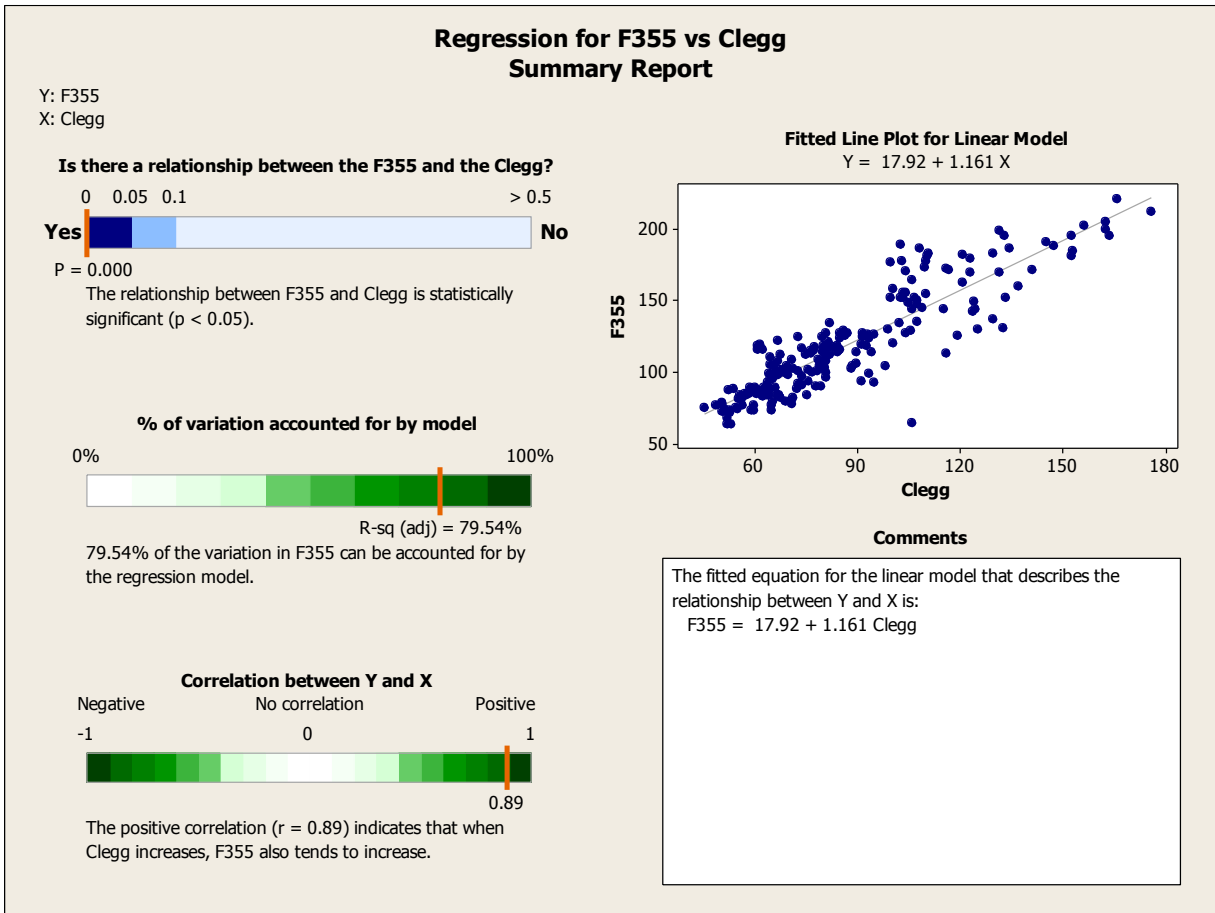 Regression for F355 vs Clegg
Summary Report
Y: F355
X: Clegg
Is there a relationship between the F355 and the Clegg?
0 0.05 0.1 > 0.5
Yes No
P = 0.000
The relationship between F355 and Clegg is statistically
significant (p < 0.05).
% of variation accounted for by model
0% 100%
R-sq (adj) = 79.54%
79.54% of the variation in F355 can be accounted for by
the regression model.
Correlation between Y and X
Negative No correlation Positive
-1 0 1
0.89
The positive correlation (r = 0.89) indicates that when
Clegg increases, F355 also tends to increase.
Fitted Line Plot for Linear Model
Y = 17.92 + 1.161 X
F355
200
150
100
50
60 90 120 150 180
Clegg
Comments
The fitted equation for the linear model that describes the
relationship between Y and X is:
F355 = 17.92 + 1.161 Clegg